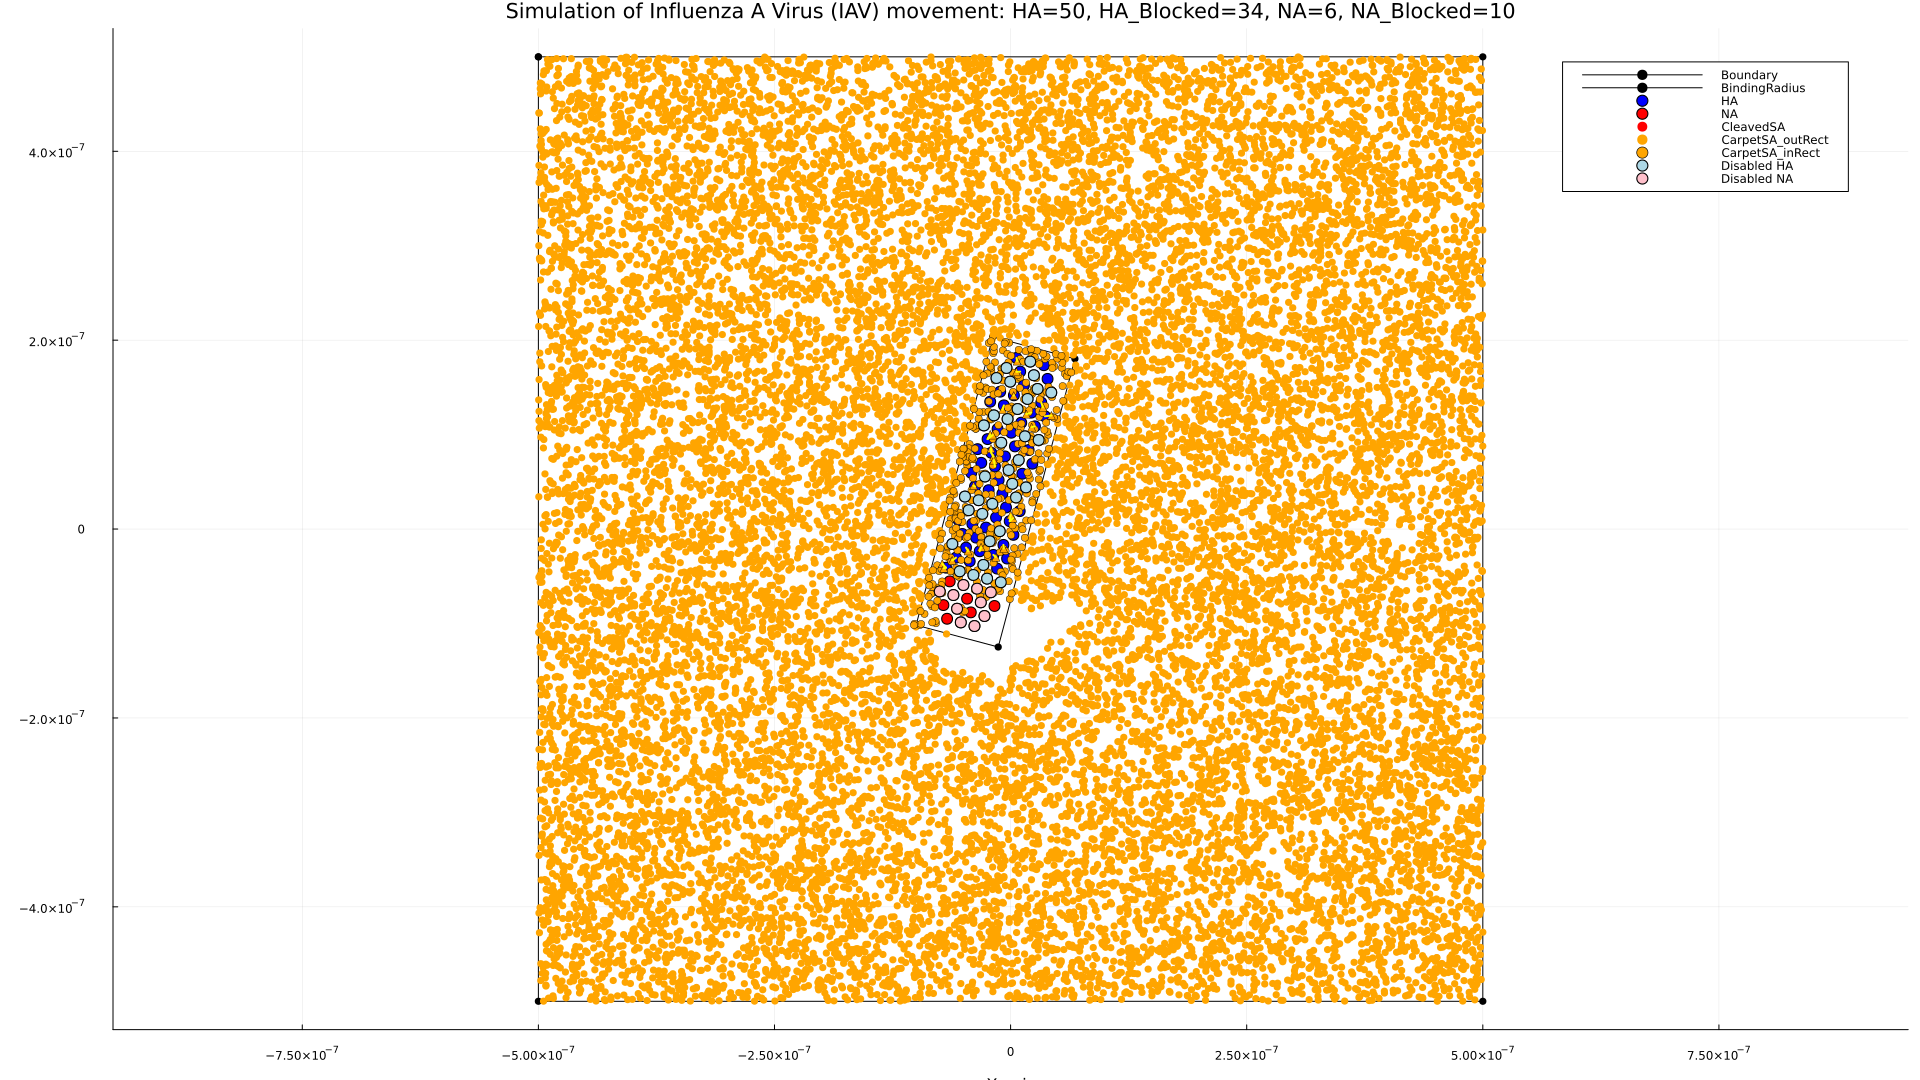 Simulation of Influenza A Virus (IAV) movement: HA=50, HA_Blocked=34, NA=6, NA_Blocked=10
Boundary
BindingRadius
HA
NA
CleavedSA
CarpetSA_outRect
CarpetSA_inRect
Disabled HA
Disabled NA
4.0×10⁻⁷
2.0×10⁻⁷
0
−2.0×10⁻⁷
−4.0×10⁻⁷
−7.50×10⁻⁷ −5.00×10⁻⁷ −2.50×10⁻⁷ 0 2.50×10⁻⁷ 5.00×10⁻⁷ 7.50×10⁻⁷